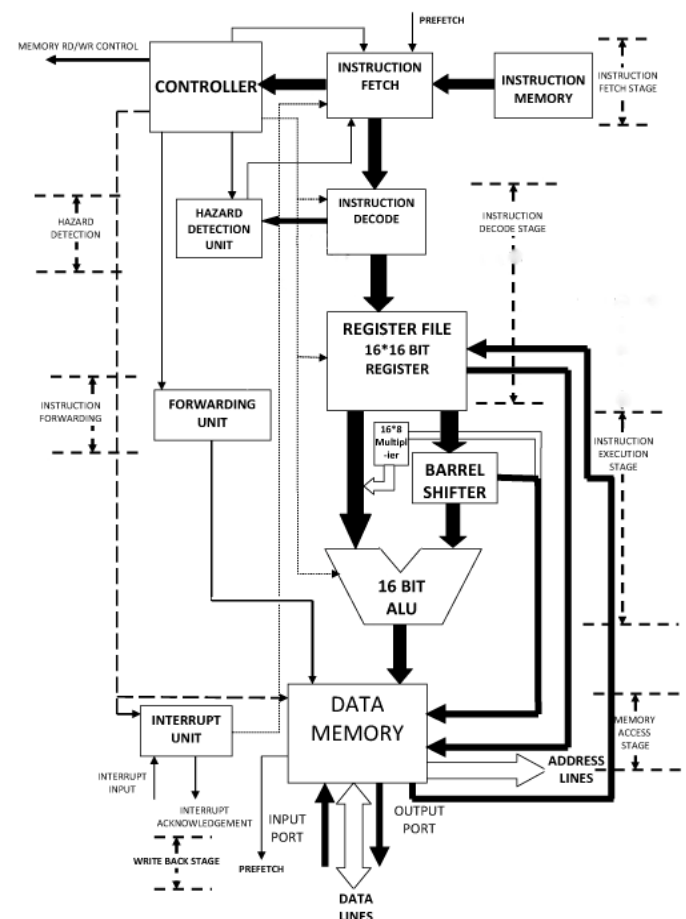 PREFETCH
MEMORY RD/WR CONTROL
CONTROLLER
INSTRUCTION
FETCH
INSTRUCTION
MEMORY
INSTRUCTION
FETCH STAGE
HAZARD
DETECTION
HAZARD
DETECTION
UNIT
INSTRUCTION
DECODE
INSTRUCTION
DECODE STAGE
REGISTER FILE
16*16 BIT
REGISTER
INSTRUCTION
FORWARDING
FORWARDING
UNIT
16*8
Multipl
-ier
BARREL
SHIFTER
INSTRUCTION
EXECUTION
STAGE
16 BIT
ALU
DATA
MEMORY
INTERRUPT
UNIT
MEMORY
ACCESS
STAGE
ADDRESS
LINES
INTERRUPT
INPUT
INTERRUPT
ACKNOWLEDGEMENT
INPUT
PORT
OUTPUT
PORT
WRITE BACK STAGE
PREFETCH
DATA
LINES